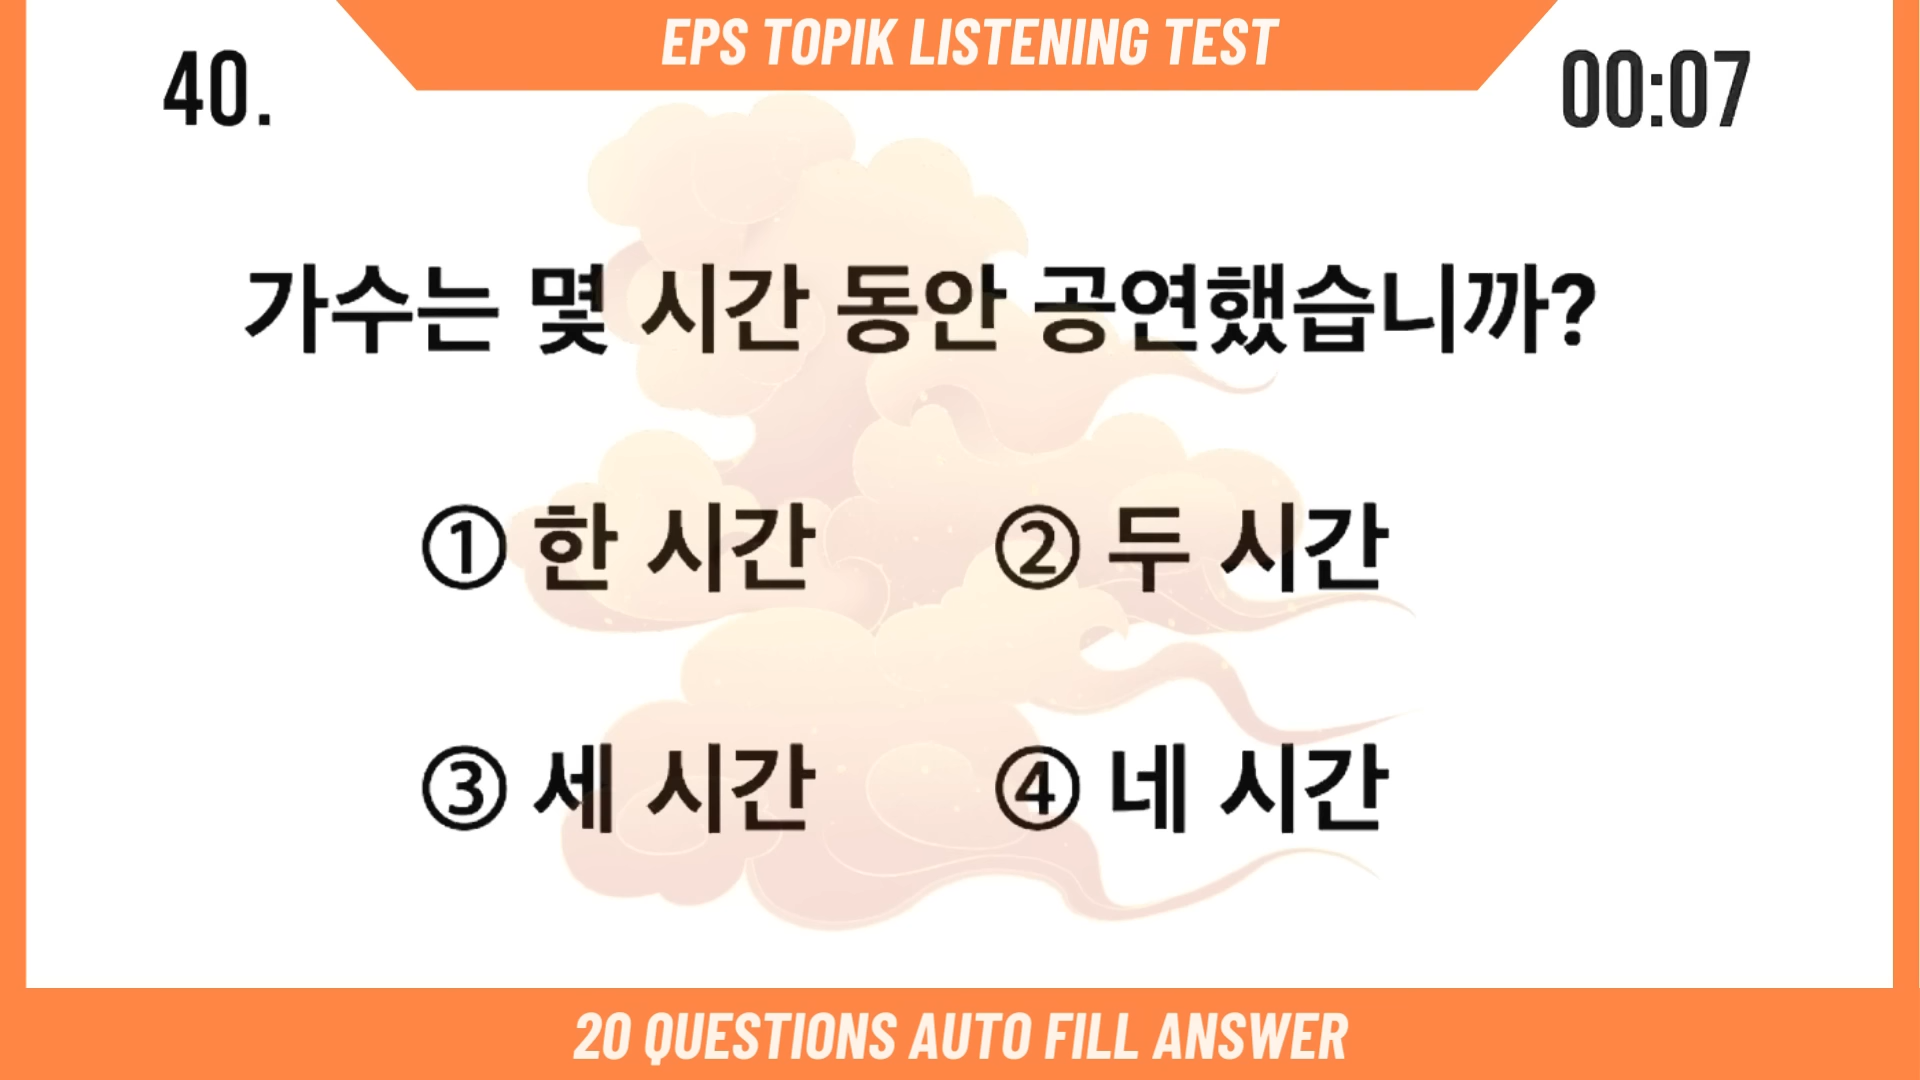 EPS TOPIK LISTENING TEST
40.
00:07
가수는 몇 시간 동안 공연했습니까?
① 한 시간 ② 두 시간
③ 세 시간 ④ 네 시간
20 QUESTIONS AUTO FILL ANSWER